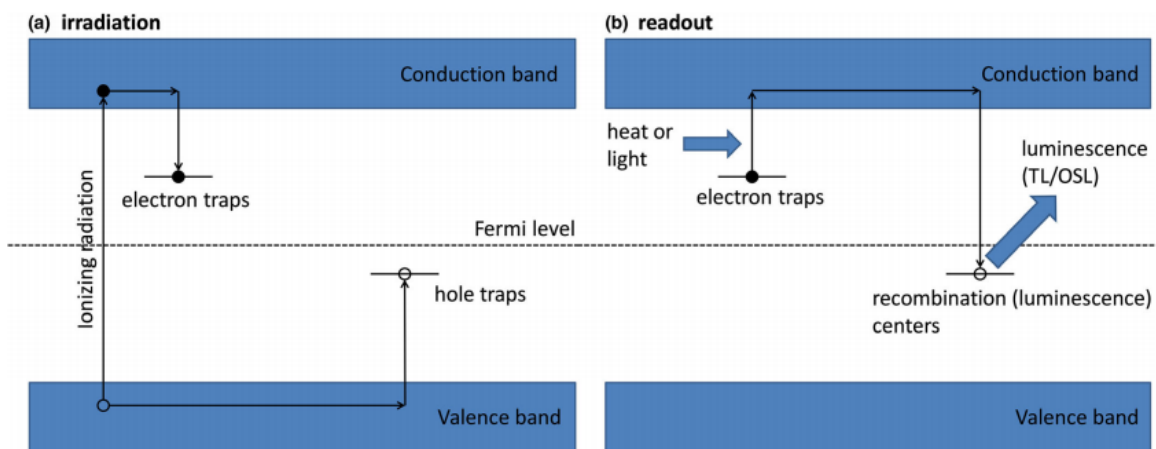 (a) irradiation
Conduction band
electron traps
Ionizing radiation
Fermi level
hole traps
Valence band
(b) readout
Conduction band
heat or
light
luminescence
(TL/OSL)
electron traps
recombination (luminescence)
centers
Valence band